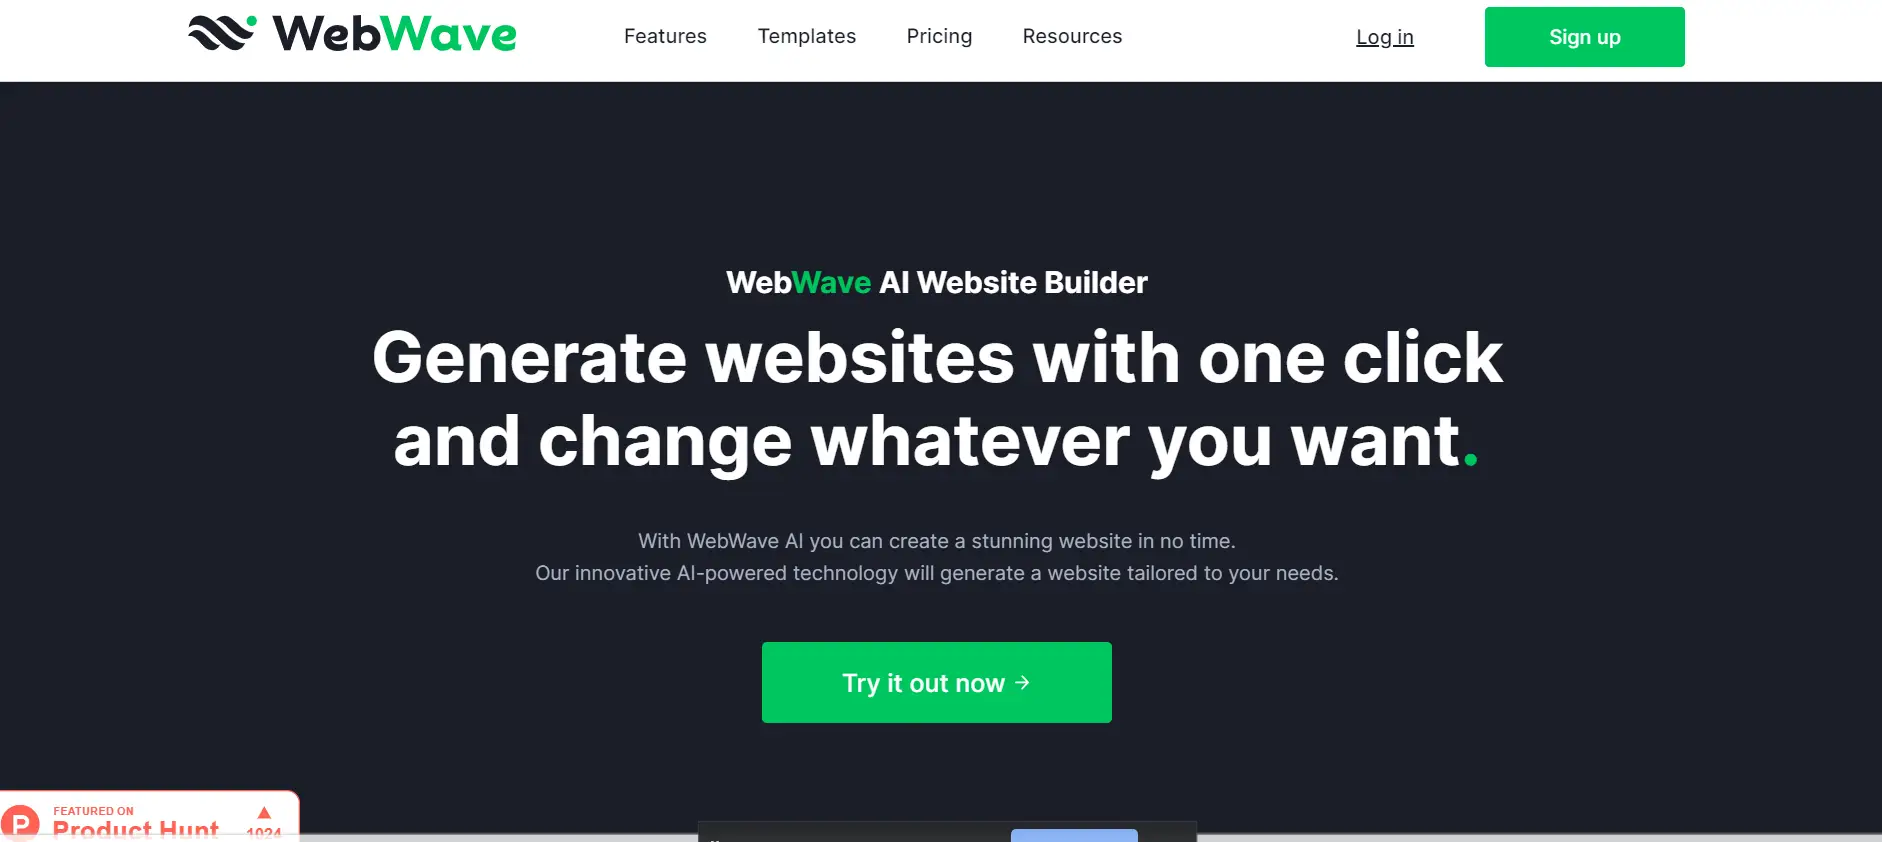 WebWave
Features Templates Pricing Resources Log in Sign up
WebWave AI Website Builder
Generate websites with one click
and change whatever you want.
With WebWave AI you can create a stunning website in no time.
Our innovative AI-powered technology will generate a website tailored to your needs.
Try it out now →
P FEATURED ON
Product Hunt ▲ 1024